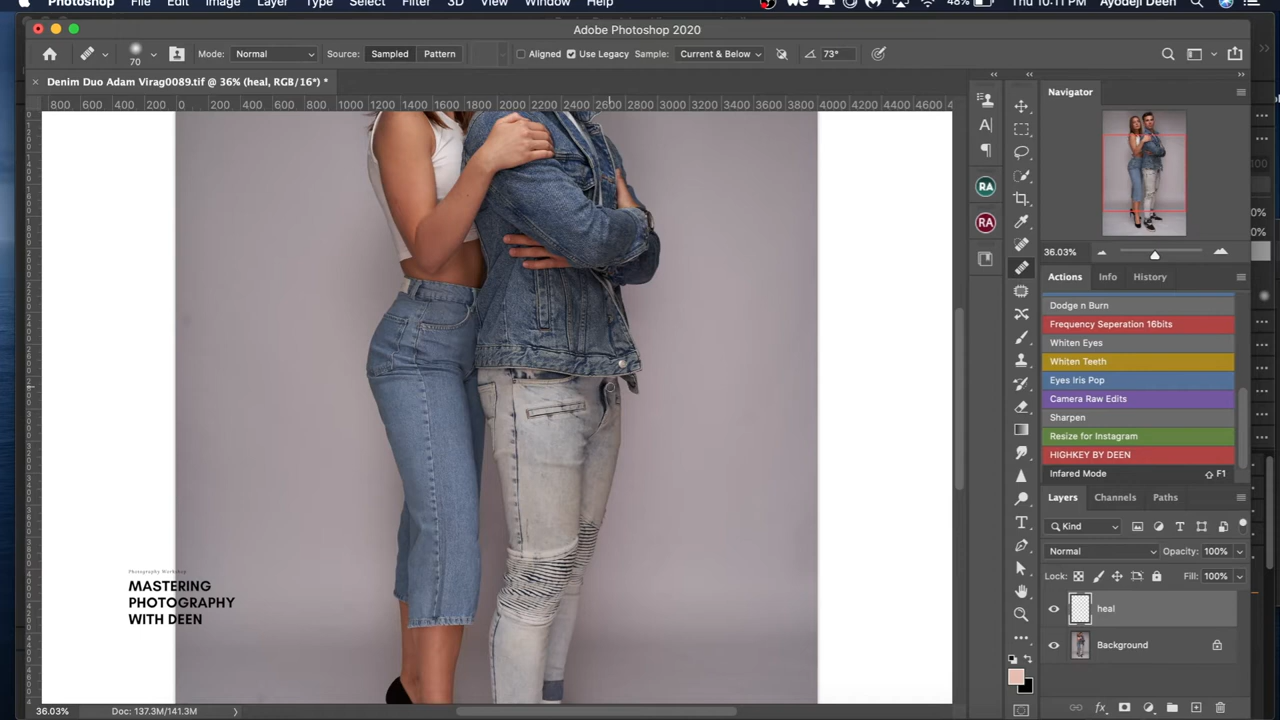 Photoshop File Edit Image Layer Type Select Filter 3D View Window Help 48% Thu 10:11 PM Ayodeji Deen
Adobe Photoshop 2020
70 Mode: Normal Source: Sampled Pattern Aligned Use Legacy Sample: Current & Below 73°
Denim Duo Adam Virag0089.tif @ 36% (heal, RGB/16*) *
800 600 400 200 0 200 400 600 800 1000 1200 1400 1600 1800 2000 2200 2400 2600 2800 3000 3200 3400 3600 3800 4000 4200 4400 4600
Navigator
RA
RA
36.03%
Actions Info History
Dodge n Burn
Frequency Seperation 16bits
Whiten Eyes
Whiten Teeth
Eyes Iris Pop
Camera Raw Edits
Sharpen
Resize for Instagram
HIGHKEY BY DEEN
Infared Mode F1
Layers Channels Paths
Kind
Normal Opacity: 100%
Lock: Fill: 100%
heal
Background
Photography Workshop
MASTERING
PHOTOGRAPHY
WITH DEEN
36.03% Doc: 137.3M/141.3M